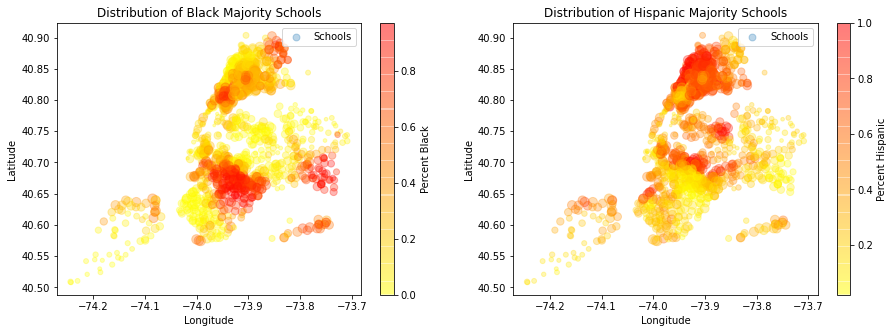 Distribution of Black Majority Schools
Schools
40.90
40.85
40.80
40.75
40.70
40.65
40.60
40.55
40.50
Latitude
−74.2 −74.1 −74.0 −73.9 −73.8 −73.7
Longitude
0.8
0.6
0.4
0.2
0.0
Percent Black
Distribution of Hispanic Majority Schools
Schools
40.90
40.85
40.80
40.75
40.70
40.65
40.60
40.55
40.50
Latitude
−74.2 −74.1 −74.0 −73.9 −73.8 −73.7
Longitude
1.0
0.8
0.6
0.4
0.2
Percent Hispanic